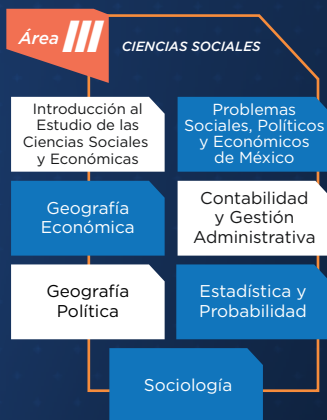 Área III
CIENCIAS SOCIALES
Introducción al
Estudio de las
Ciencias Sociales
y Económicas
Problemas
Sociales, Políticos
y Económicos
de México
Geografía
Económica
Contabilidad
y Gestión
Administrativa
Geografía
Política
Estadística y
Probabilidad
Sociología